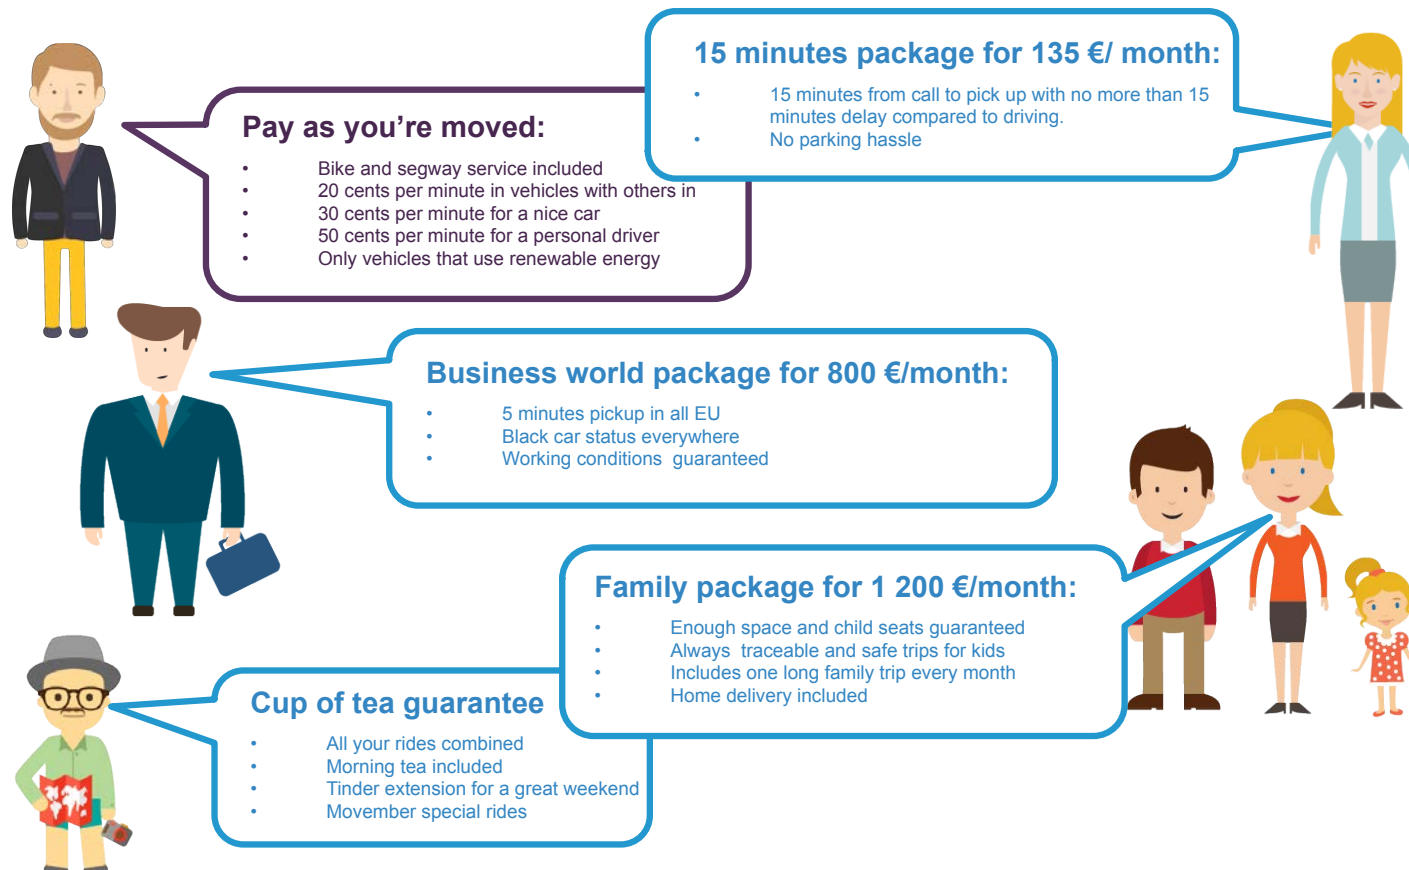 15 minutes package for 135 €/ month:
• 15 minutes from call to pick up with no more than 15
minutes delay compared to driving.
• No parking hassle
Pay as you're moved:
• Bike and segway service included
• 20 cents per minute in vehicles with others in
• 30 cents per minute for a nice car
• 50 cents per minute for a personal driver
• Only vehicles that use renewable energy
Business world package for 800 €/month:
• 5 minutes pickup in all EU
• Black car status everywhere
• Working conditions guaranteed
Family package for 1 200 €/month:
• Enough space and child seats guaranteed
• Always traceable and safe trips for kids
• Includes one long family trip every month
• Home delivery included
Cup of tea guarantee
• All your rides combined
• Morning tea included
• Tinder extension for a great weekend
• Movember special rides